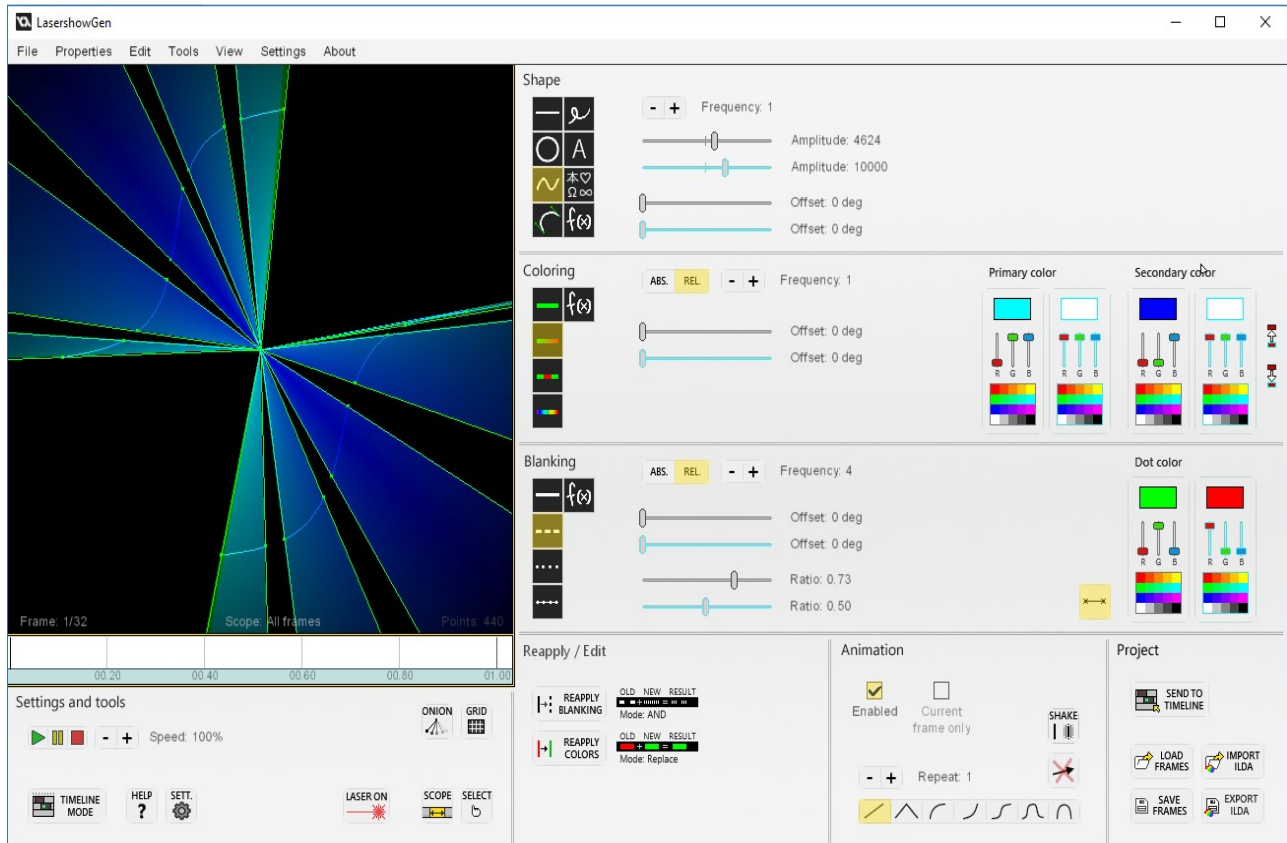 LasershowGen
File Properties Edit Tools View Settings About
Frame: 1/32 Scope: All frames Points: 440
00.20 00.40 00.60 00.80 01.00
Settings and tools
Speed: 100%
ONION GRID
TIMELINE MODE
HELP ?
SETT.
LASER ON
SCOPE SELECT
Shape
- + Frequency: 1
Amplitude: 4624
Amplitude: 10000
Offset: 0 deg
Offset: 0 deg
A
本♡
Ω∞
f(x)
Coloring
f(x)
ABS. REL. - + Frequency: 1
Offset: 0 deg
Offset: 0 deg
Primary color Secondary color
R G B R G B R G B R G B
Blanking
f(x)
ABS. REL. - + Frequency: 4
Offset: 0 deg
Offset: 0 deg
Ratio: 0.73
Ratio: 0.50
Dot color
R G B R G B
Reapply / Edit
REAPPLY BLANKING
OLD NEW RESULT
Mode: AND
REAPPLY COLORS
OLD NEW RESULT
Mode: Replace
Animation
Enabled
Current
frame only
SHAKE
- + Repeat: 1
Project
SEND TO
TIMELINE
LOAD
FRAMES
IMPORT
ILDA
SAVE
FRAMES
EXPORT
ILDA